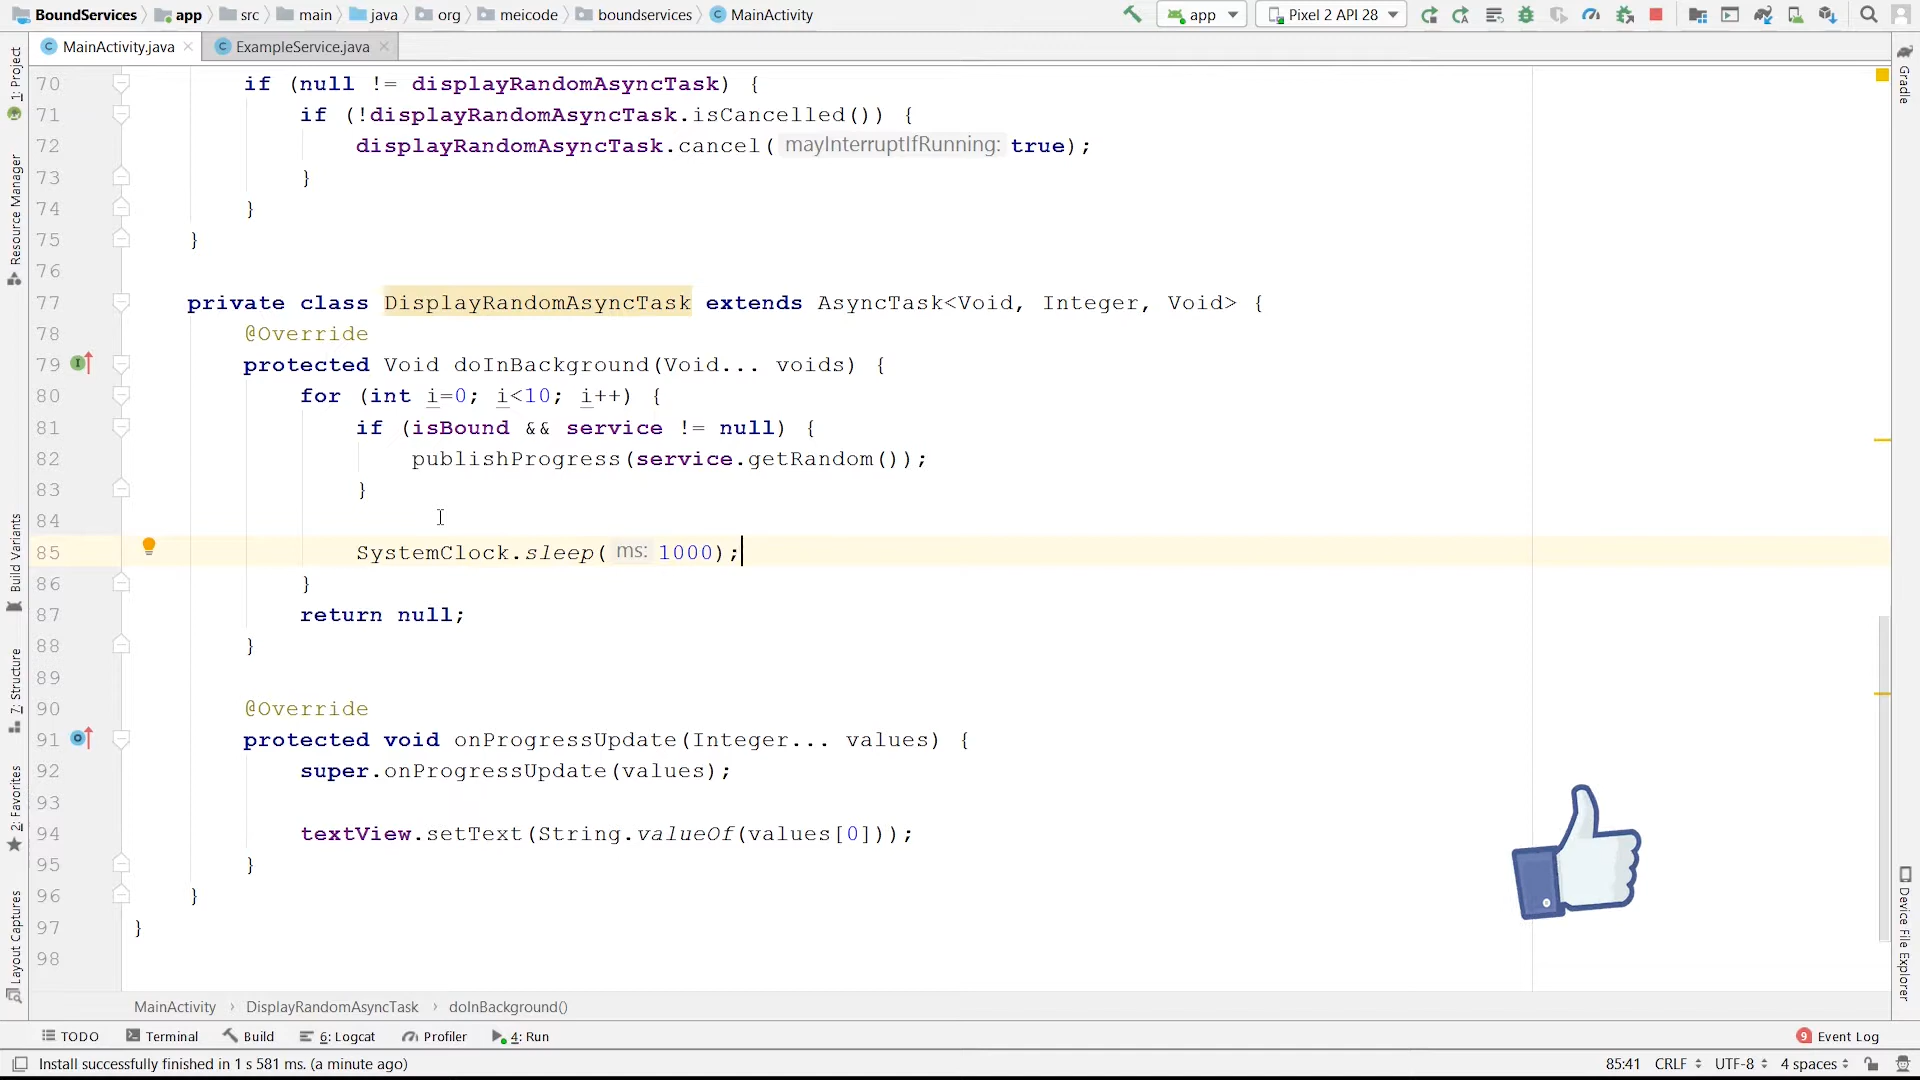 BoundServices app src main java org meicode boundservices MainActivity app Pixel 2 API 28
MainActivity.java ExampleService.java
1: Project
Resource Manager
Build Variants
7: Structure
2: Favorites
Layout Captures
70 if (null != displayRandomAsyncTask) {
71 if (!displayRandomAsyncTask.isCancelled()) {
72 displayRandomAsyncTask.cancel( mayInterruptIfRunning: true);
73 }
74 }
75 }
76
77 private class DisplayRandomAsyncTask extends AsyncTask<Void, Integer, Void> {
78 @Override
79 protected Void doInBackground(Void... voids) {
80 for (int i=0; i<10; i++) {
81 if (isBound && service != null) {
82 publishProgress(service.getRandom());
83 }
84
85 SystemClock.sleep( ms: 1000);
86 }
87 return null;
88 }
89
90 @Override
91 protected void onProgressUpdate(Integer... values) {
92 super.onProgressUpdate(values);
93
94 textView.setText(String.valueOf(values[0]));
95 }
96 }
97 }
98
Gradle
Device File Explorer
MainActivity › DisplayRandomAsyncTask › doInBackground()
TODO Terminal Build 6: Logcat Profiler 4: Run 9 Event Log
Install successfully finished in 1 s 581 ms. (a minute ago) 85:41 CRLF UTF-8 4 spaces